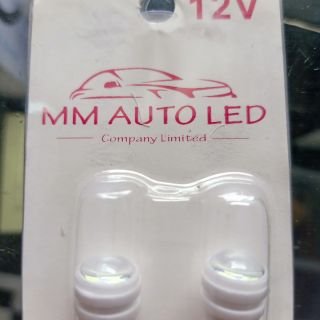 12V
MM AUTO LED
Company Limited